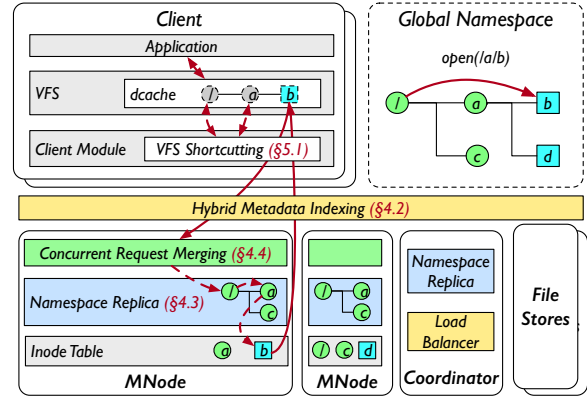 Client
Application
VFS
dcache
/
a
b
Client Module
VFS Shortcutting (§5.1)
Global Namespace
open(/a/b)
/
a
b
c
d
Hybrid Metadata Indexing (§4.2)
Concurrent Request Merging (§4.4)
Namespace Replica (§4.3)
/
a
c
Inode Table
a
b
MNode
/
a
c
/
c
d
MNode
Namespace
Replica
Load
Balancer
Coordinator
File
Stores